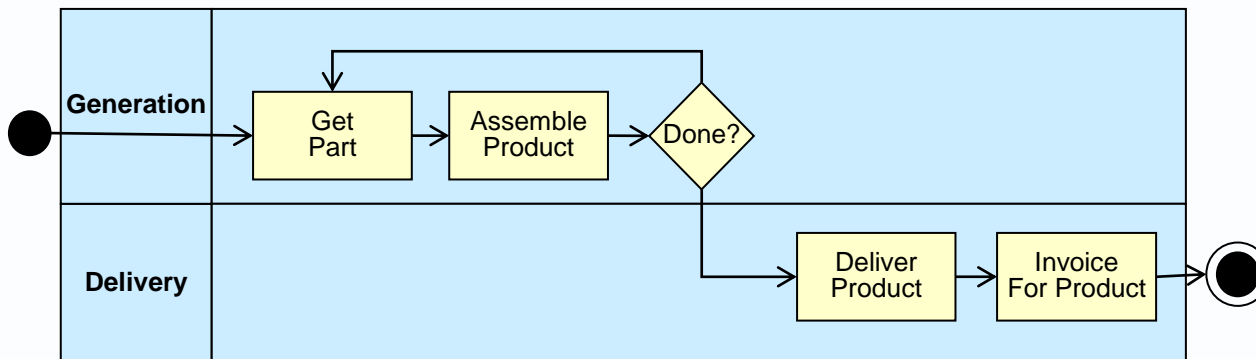 Generation
Get
Part
Assemble
Product
Done?
Delivery
Deliver
Product
Invoice
For Product